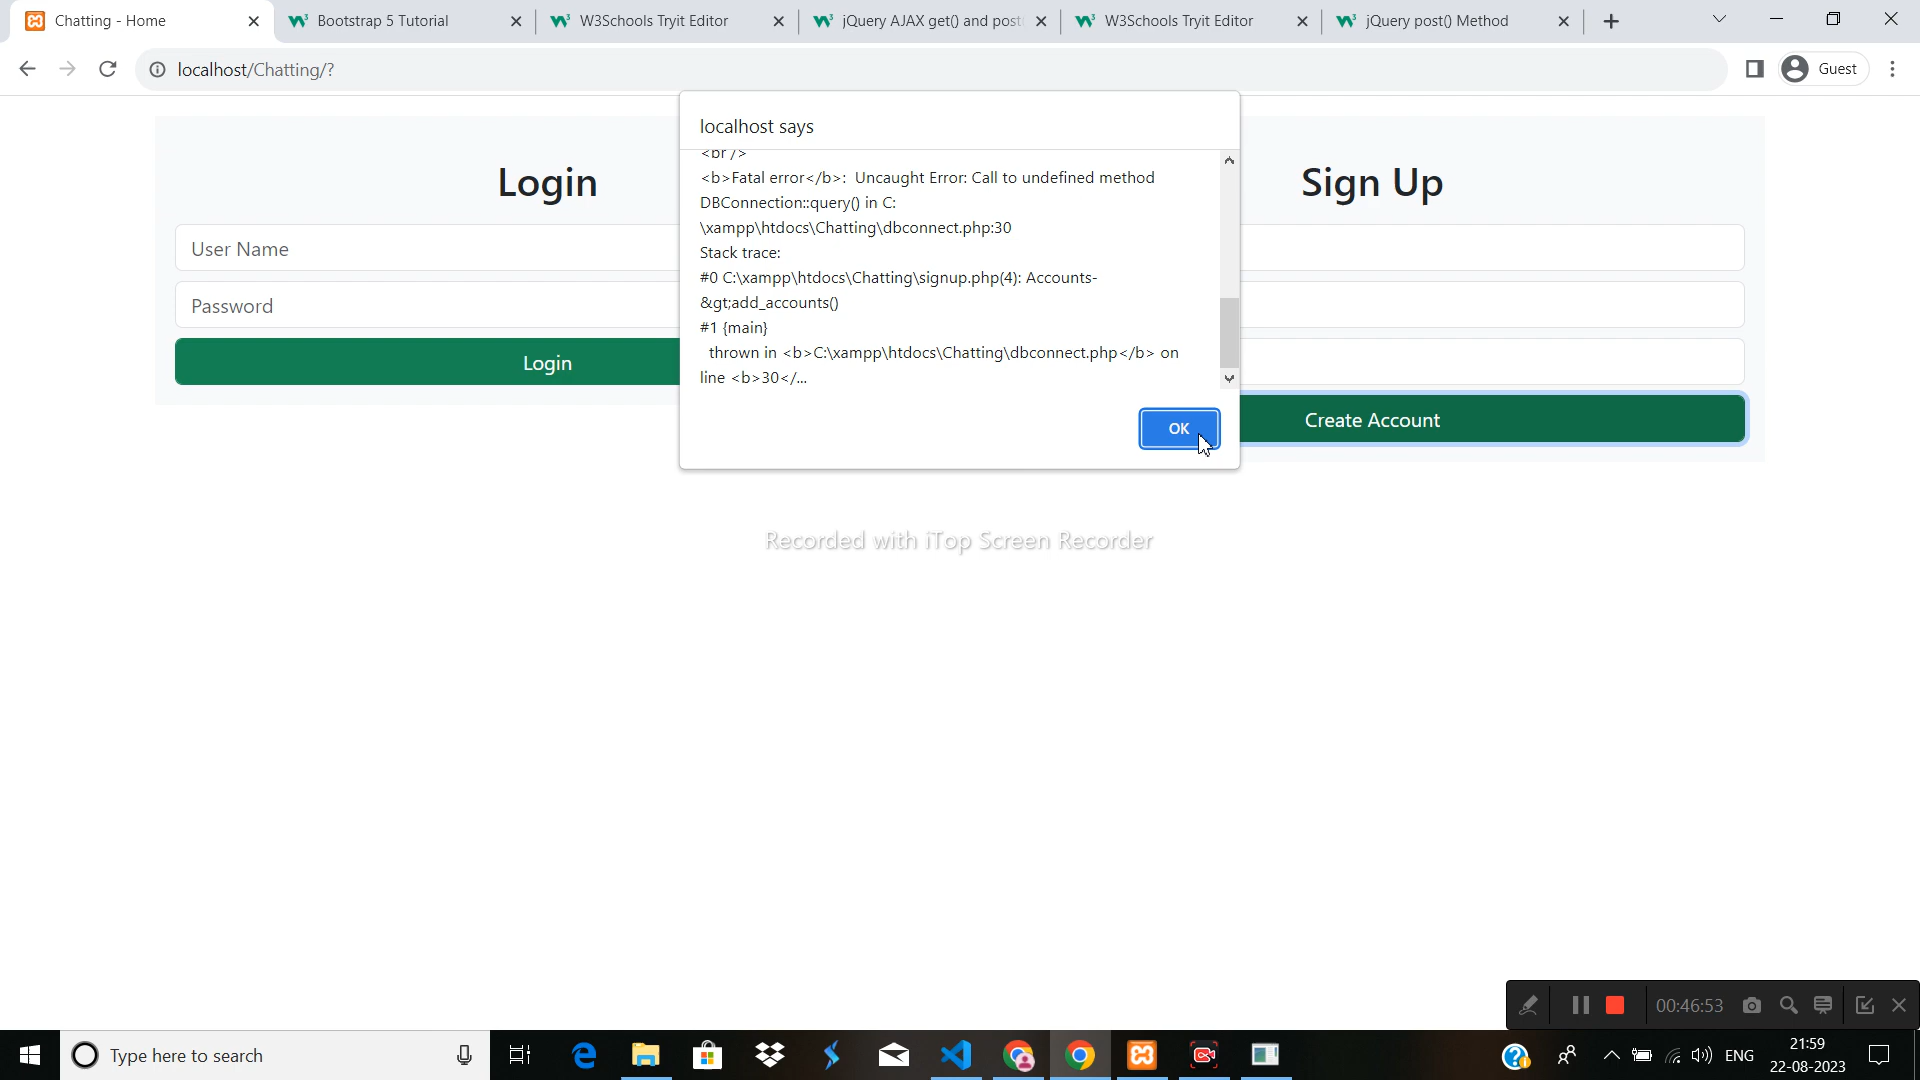 Chatting - Home
Bootstrap 5 Tutorial
W3Schools Tryit Editor
jQuery AJAX get() and post
W3Schools Tryit Editor
jQuery post() Method
localhost/Chatting/?
Guest
localhost says
<br />
<b>Fatal error</b>:  Uncaught Error: Call to undefined method
DBConnection::query() in C:
\xampp\htdocs\Chatting\dbconnect.php:30
Stack trace:
#0 C:\xampp\htdocs\Chatting\signup.php(4): Accounts-
&gt;add_accounts()
#1 {main}
  thrown in <b>C:\xampp\htdocs\Chatting\dbconnect.php</b> on
line <b>30</...
OK
Login
User Name
Password
Login
Sign Up
Create Account
Recorded with iTop Screen Recorder
00:46:53
Type here to search
ENG
21:59
22-08-2023